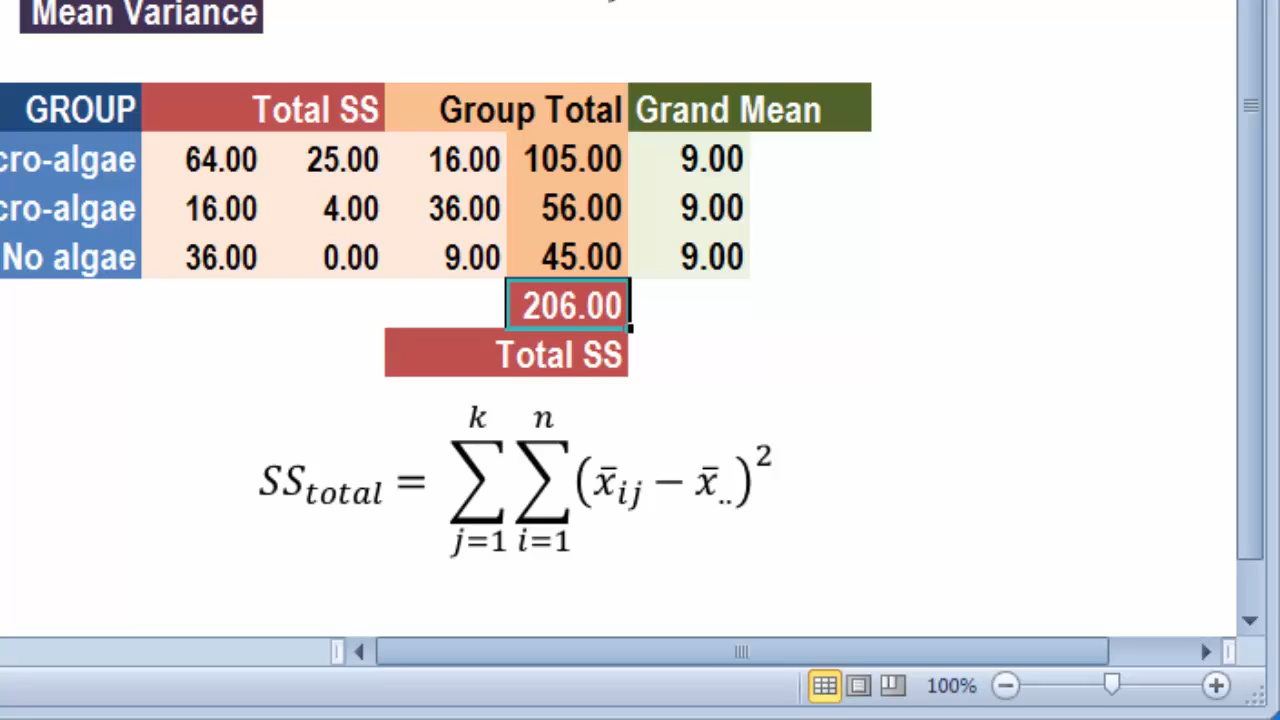 Mean Variance
GROUP Total SS Group Total Grand Mean
cro-algae 64.00 25.00 16.00 105.00 9.00
cro-algae 16.00 4.00 36.00 56.00 9.00
No algae 36.00 0.00 9.00 45.00 9.00
206.00
Total SS
k n
SS_total = ∑ ∑ (x̄_ij − x̄_..)²
j=1 i=1
100%